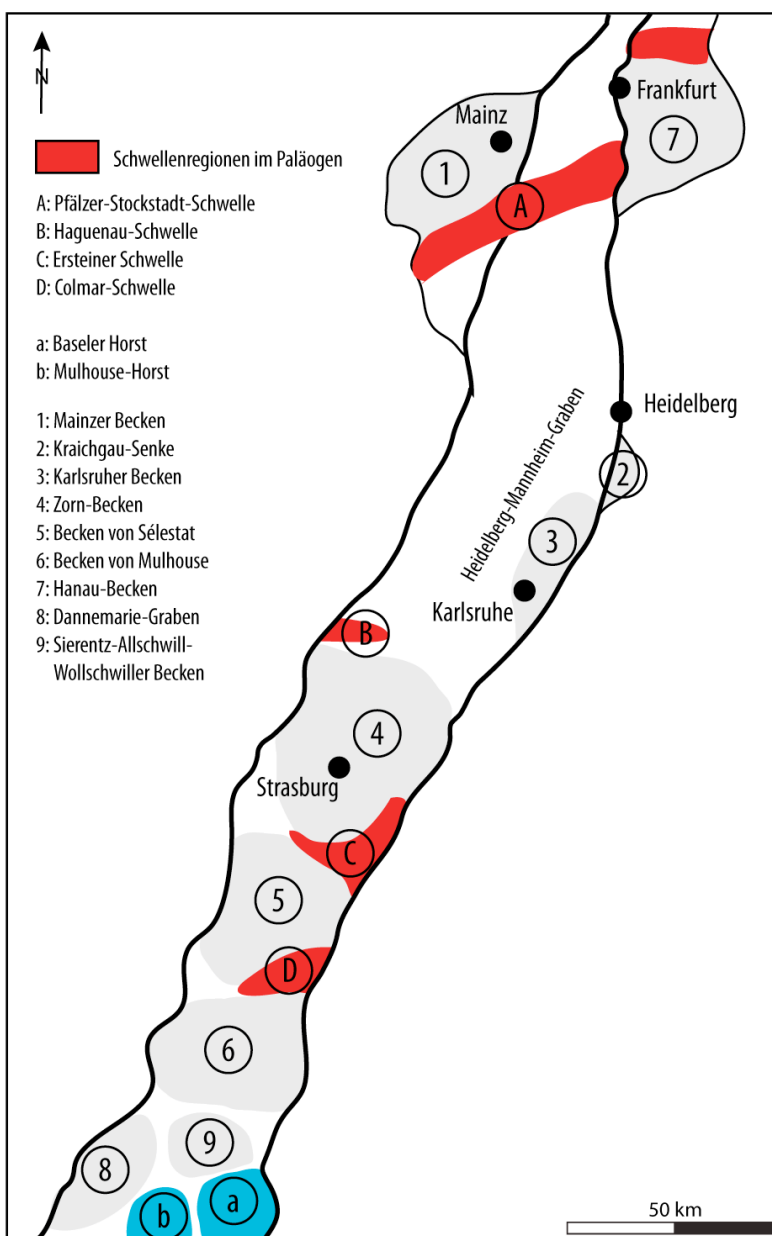 N
Schwellenregionen im Paläogen
A: Pfälzer-Stockstadt-Schwelle
B: Haguenau-Schwelle
C: Ersteiner Schwelle
D: Colmar-Schwelle
a: Baseler Horst
b: Mulhouse-Horst
1: Mainzer Becken
2: Kraichgau-Senke
3: Karlsruher Becken
4: Zorn-Becken
5: Becken von Sélestat
6: Becken von Mulhouse
7: Hanau-Becken
8: Dannemarie-Graben
9: Sierentz-Allschwill-
Wollschwiller Becken
Frankfurt
Mainz
7
1
A
Heidelberg
Heidelberg-Mannheim-Graben
2
3
Karlsruhe
B
4
Strasburg
C
5
D
6
9
8
a
b
50 km